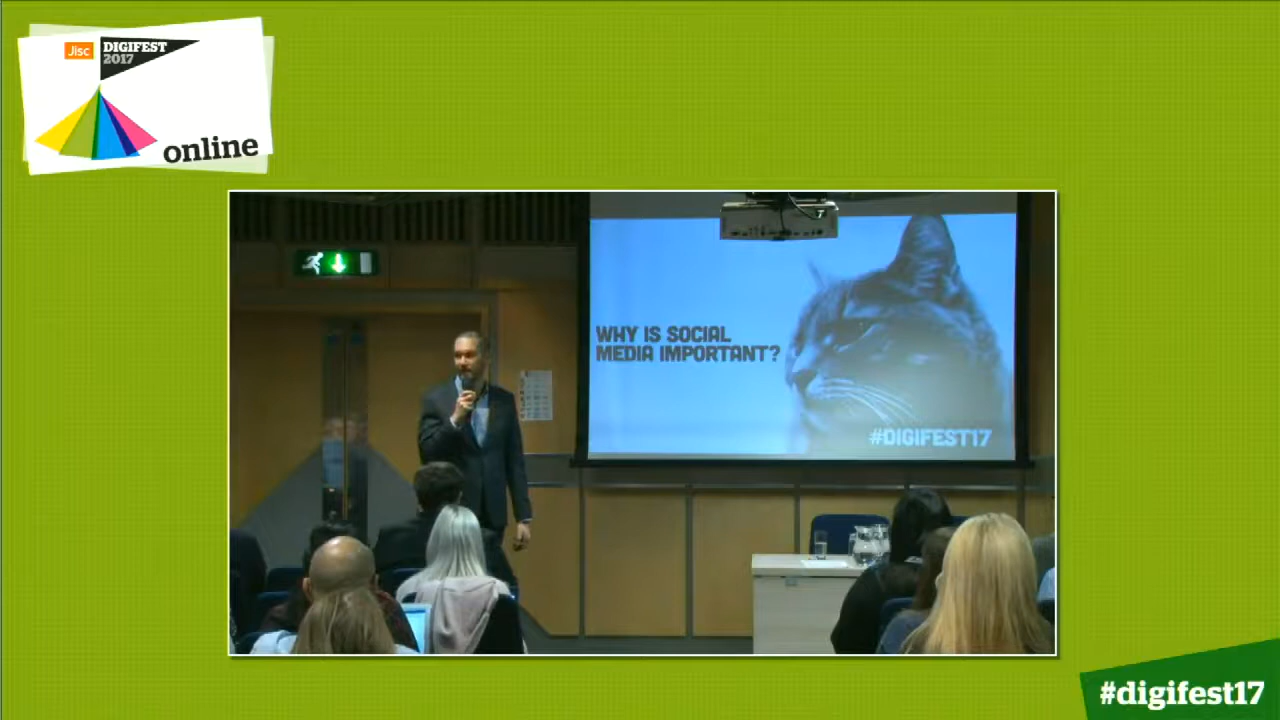 Jisc
DIGIFEST
2017
online
WHY IS SOCIAL
MEDIA IMPORTANT?
#DIGIFEST17
#digifest17